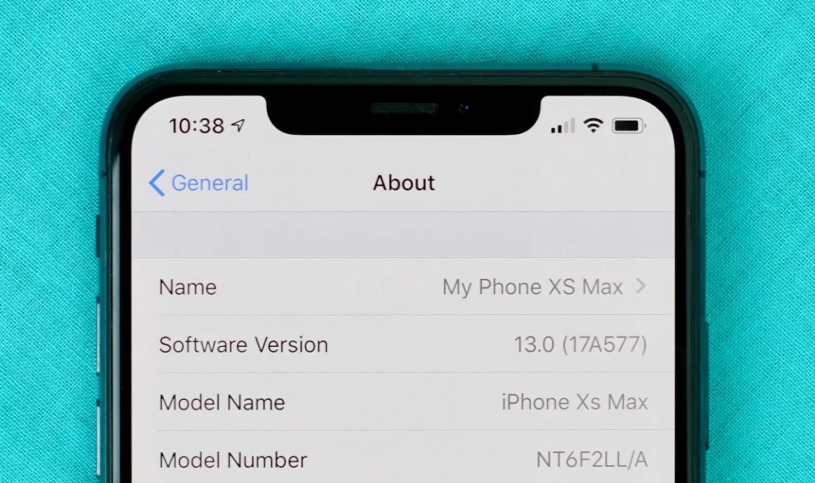 10:38
General About
Name My Phone XS Max
Software Version 13.0 (17A577)
Model Name iPhone Xs Max
Model Number NT6F2LL/A